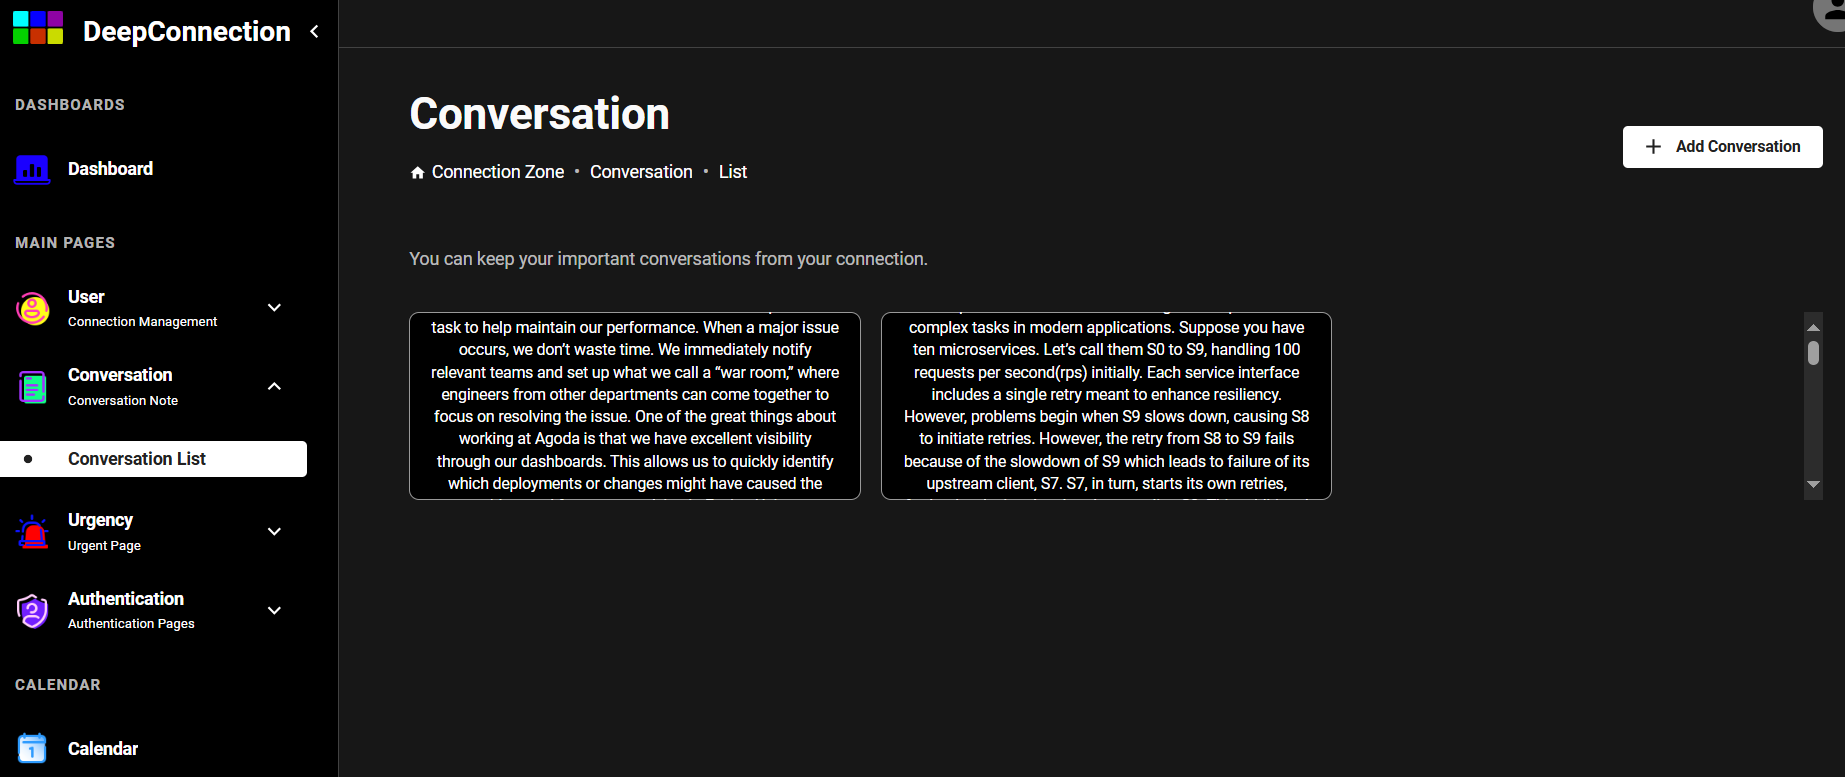 DeepConnection
DASHBOARDS
Dashboard
MAIN PAGES
User
Connection Management
Conversation
Conversation Note
Conversation List
Urgency
Urgent Page
Authentication
Authentication Pages
CALENDAR
1
Calendar
Conversation
Connection Zone • Conversation • List
Add Conversation
You can keep your important conversations from your connection.
task to help maintain our performance. When a major issue
occurs, we don’t waste time. We immediately notify
relevant teams and set up what we call a “war room,” where
engineers from other departments can come together to
focus on resolving the issue. One of the great things about
working at Agoda is that we have excellent visibility
through our dashboards. This allows us to quickly identify
which deployments or changes might have caused the
complex tasks in modern applications. Suppose you have
ten microservices. Let’s call them S0 to S9, handling 100
requests per second(rps) initially. Each service interface
includes a single retry meant to enhance resiliency.
However, problems begin when S9 slows down, causing S8
to initiate retries. However, the retry from S8 to S9 fails
because of the slowdown of S9 which leads to failure of its
upstream client, S7. S7, in turn, starts its own retries,